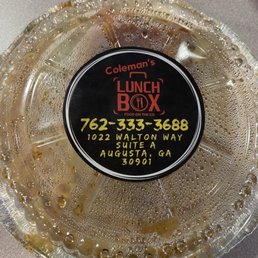 Coleman's
LUNCH
BOX
FOOD ON THE GO
762-333-3688
1022 WALTON WAY
SUITE A
AUGUSTA, GA
30901